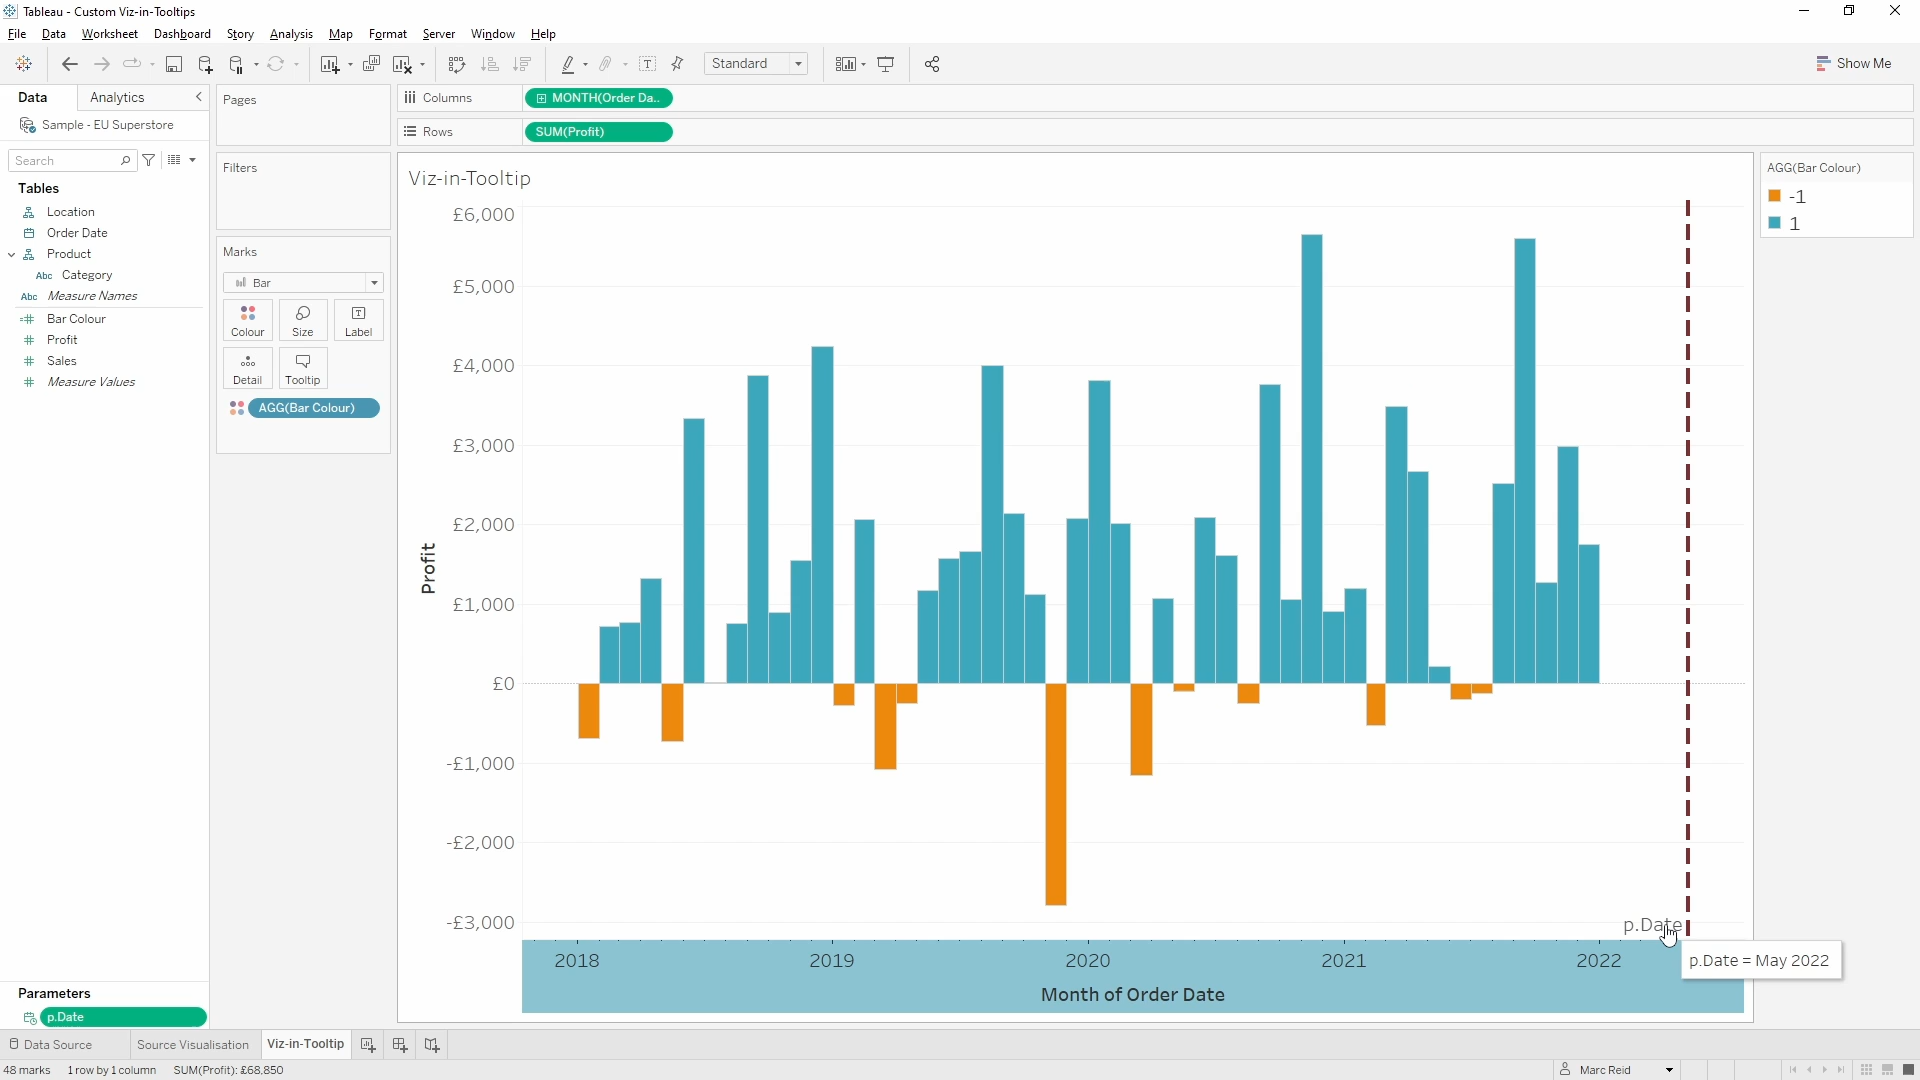 Tableau - Custom Viz-in-Tooltips
File Data Worksheet Dashboard Story Analysis Map Format Server Window Help
Standard
Show Me
Data Analytics
Sample - EU Superstore
Search
Tables
Location
Order Date
Product
Abc Category
Abc Measure Names
Bar Colour
Profit
Sales
Measure Values
Parameters
p.Date
Pages
Filters
Marks
Bar
Colour Size Label
Detail Tooltip
AGG(Bar Colour)
Columns MONTH(Order Da..
Rows SUM(Profit)
Viz-in-Tooltip
£6,000
£5,000
£4,000
£3,000
£2,000
£1,000
£0
-£1,000
-£2,000
-£3,000
Profit
p.Date
2018 2019 2020 2021 2022
p.Date = May 2022
Month of Order Date
AGG(Bar Colour)
-1
1
Data Source Source Visualisation Viz-in-Tooltip
48 marks 1 row by 1 column SUM(Profit): £68,850
Marc Reid